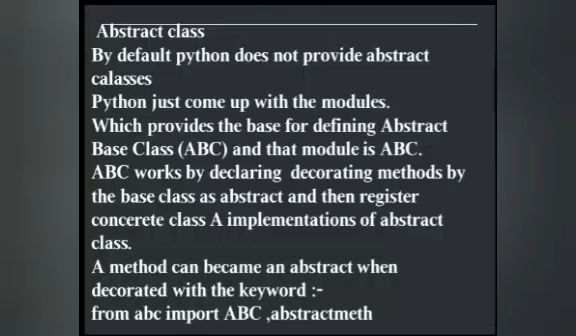 Abstract class
By default python does not provide abstract
calasses
Python just come up with the modules.
Which provides the base for defining Abstract
Base Class (ABC) and that module is ABC.
ABC works by declaring decorating methods by
the base class as abstract and then register
concerete class A implementations of abstract
class.
A method can became an abstract when
decorated with the keyword :-
from abc import ABC ,abstractmeth